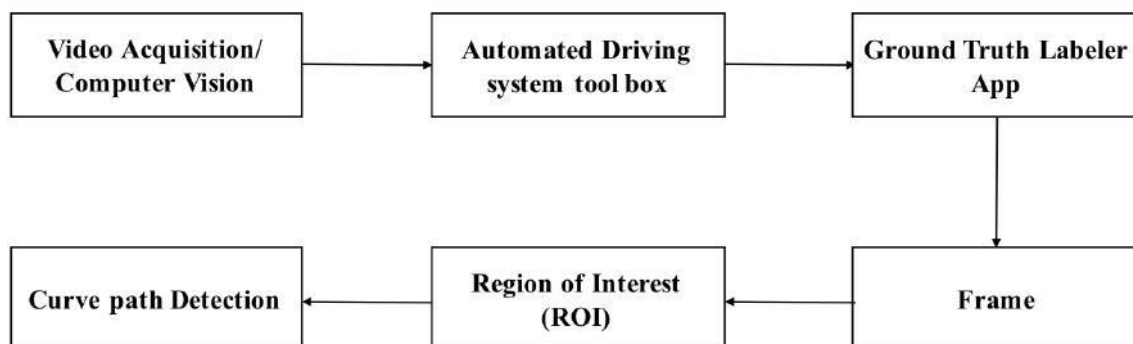 Video Acquisition/
Computer Vision
Automated Driving
system tool box
Ground Truth Labeler
App
Frame
Region of Interest
(ROI)
Curve path Detection